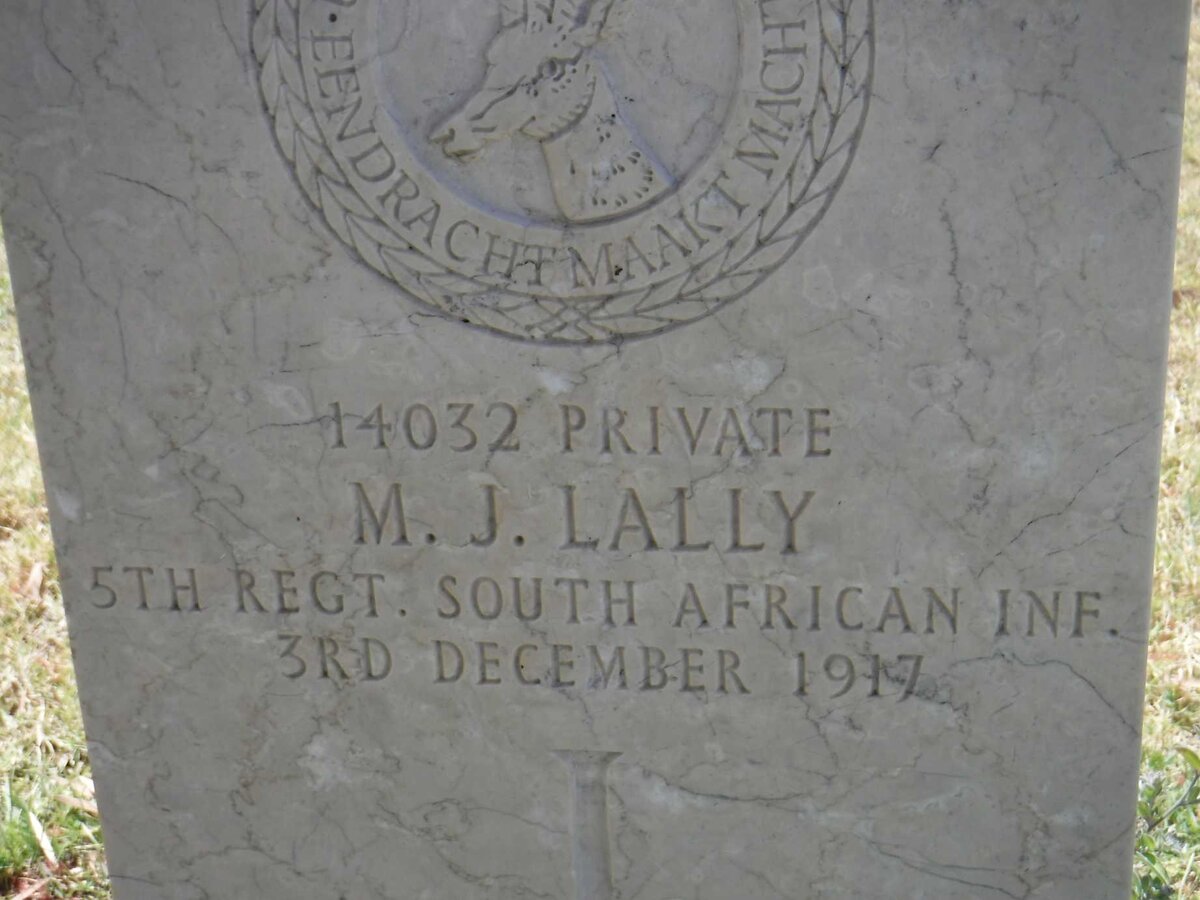 EENDRACHT MAAKT MACHT
14032 PRIVATE
M. J. LALLY
5TH REGT. SOUTH AFRICAN INF.
3RD DECEMBER 1917